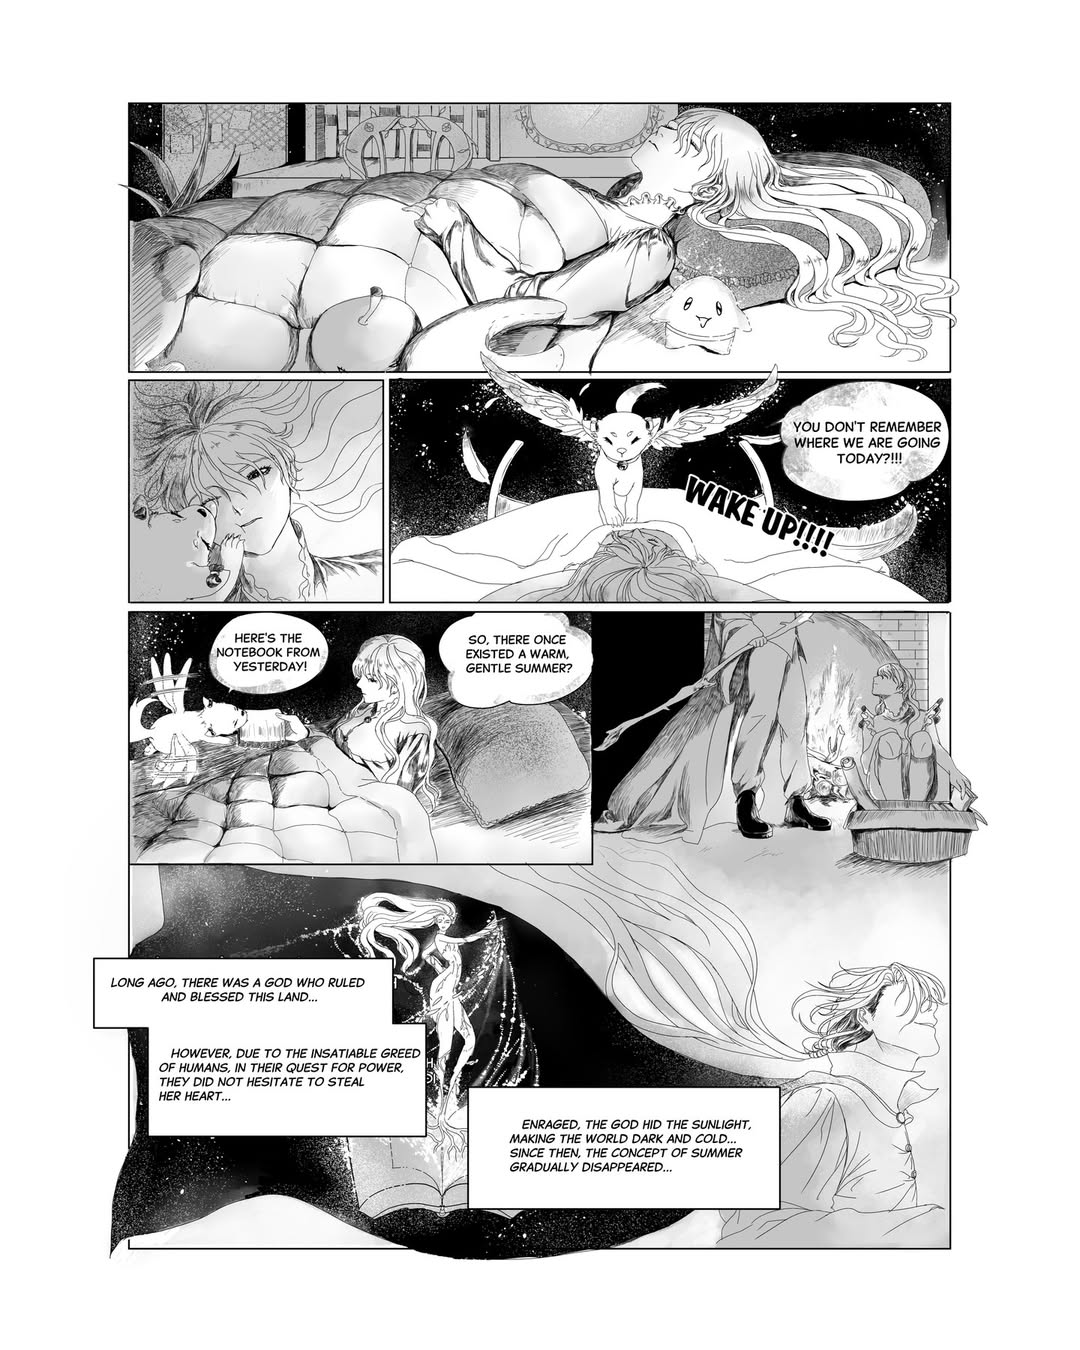 YOU DON'T REMEMBER
WHERE WE ARE GOING
TODAY?!!!
WAKE UP!!!!
HERE'S THE
NOTEBOOK FROM
YESTERDAY!
SO, THERE ONCE
EXISTED A WARM,
GENTLE SUMMER?
LONG AGO, THERE WAS A GOD WHO RULED
AND BLESSED THIS LAND...
HOWEVER, DUE TO THE INSATIABLE GREED
OF HUMANS, IN THEIR QUEST FOR POWER,
THEY DID NOT HESITATE TO STEAL
HER HEART...
ENRAGED, THE GOD HID THE SUNLIGHT,
MAKING THE WORLD DARK AND COLD...
SINCE THEN, THE CONCEPT OF SUMMER
GRADUALLY DISAPPEARED...